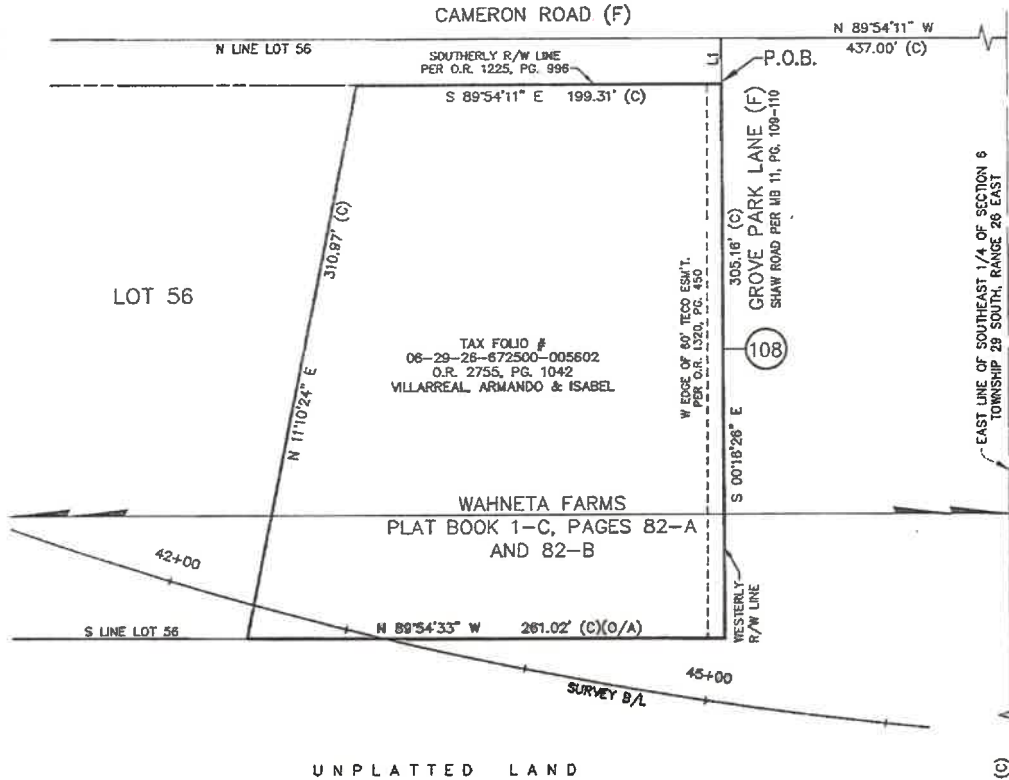 CAMERON ROAD (F)
N 89°54'11" W
437.00' (C)
N LINE LOT 56
SOUTHERLY R/W LINE
PER O.R. 1225, PG. 996
L1
P.O.B.
S 89°54'11" E 199.31' (C)
GROVE PARK LANE (F)
SHAW ROAD PER MB 11, PG. 109-110
305.16' (C)
S 00°16'26" E
108
W EDGE OF 60' TECO ESM'T.
PER O.R. 1320, PG. 450
EAST LINE OF SOUTHEAST 1/4 OF SECTION 6
TOWNSHIP 29 SOUTH, RANGE 26 EAST
310.97' (C)
N 11°10'24" E
LOT 56
TAX FOLIO #
06-29-26-672500-005602
O.R. 2755, PG. 1042
VILLARREAL, ARMANDO & ISABEL
WAHNETA FARMS
PLAT BOOK 1-C, PAGES 82-A
AND 82-B
42+00
S LINE LOT 56
N 89°54'33" W 261.02' (C)(O/A)
WESTERLY
R/W LINE
45+00
SURVEY B/L
UNPLATTED LAND
(C)